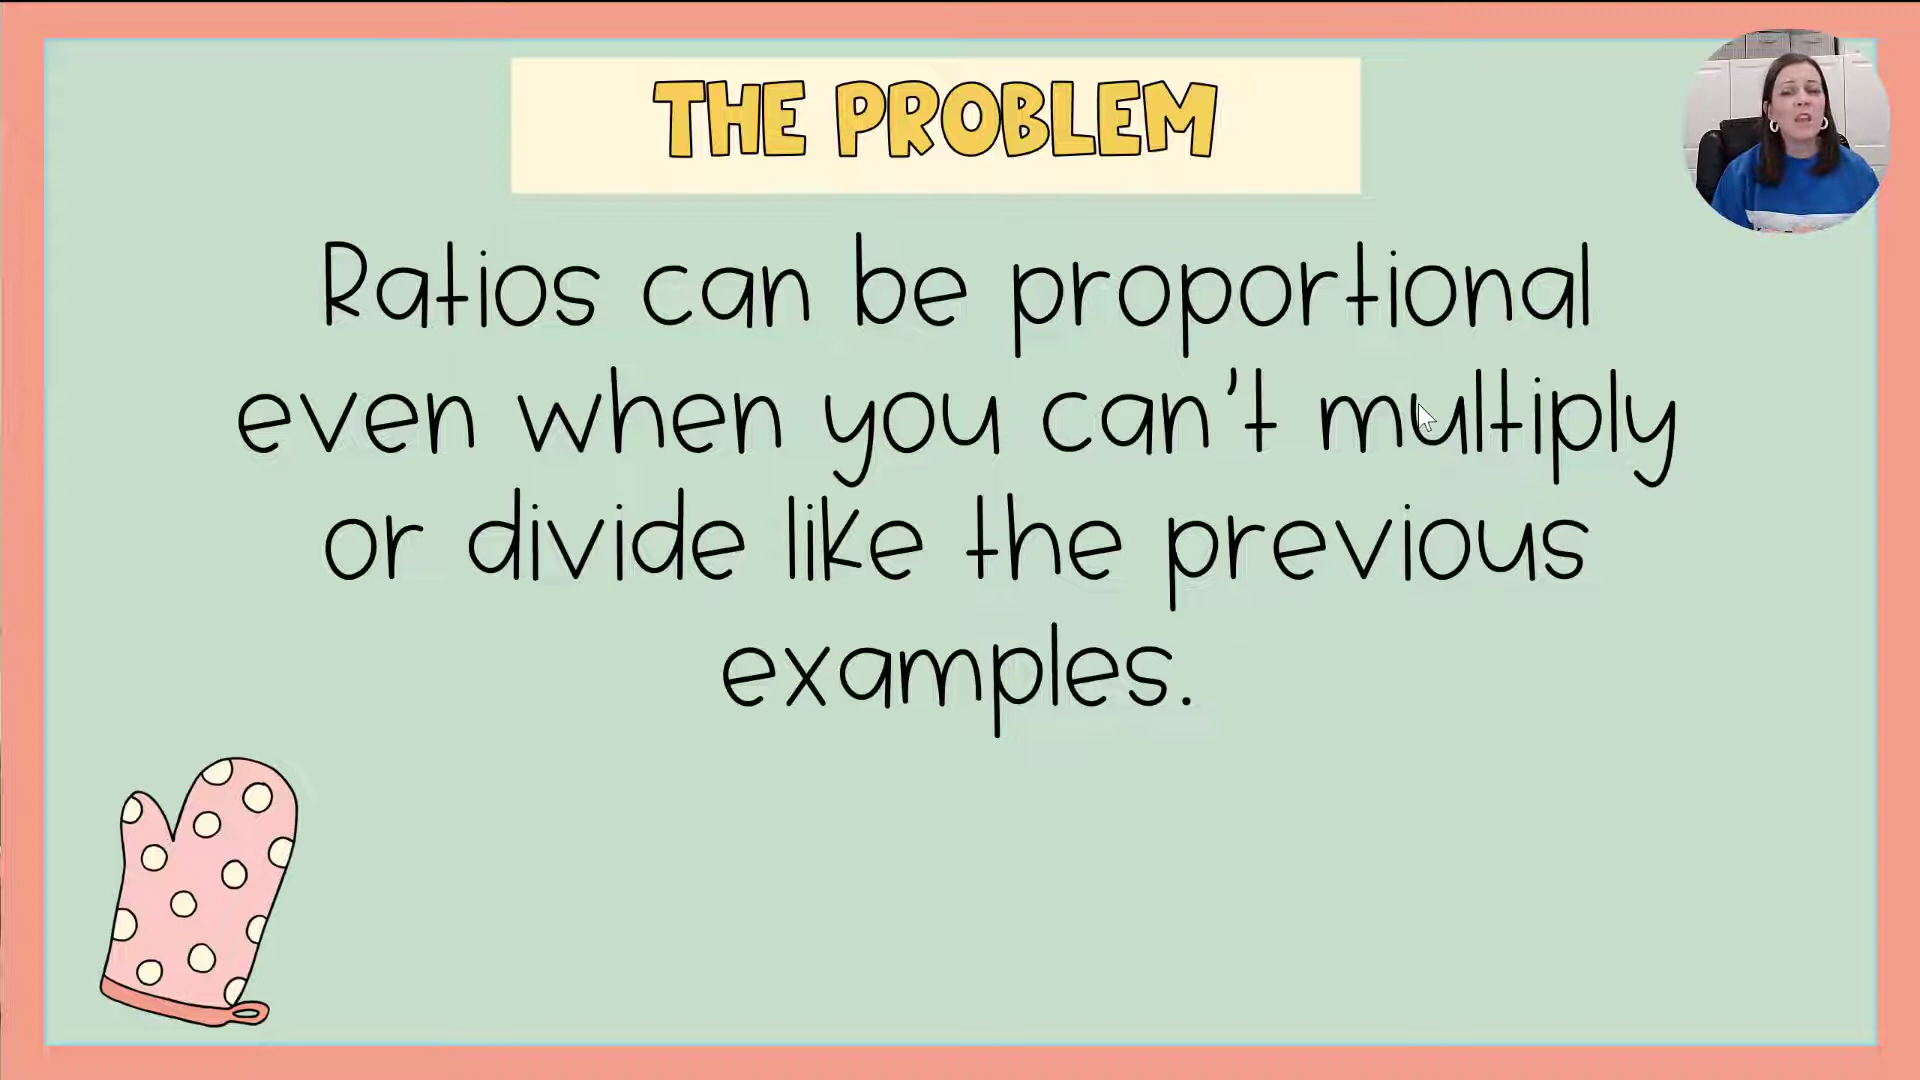 THE PROBLEM
Ratios can be proportional
even when you can't multiply
or divide like the previous
examples.